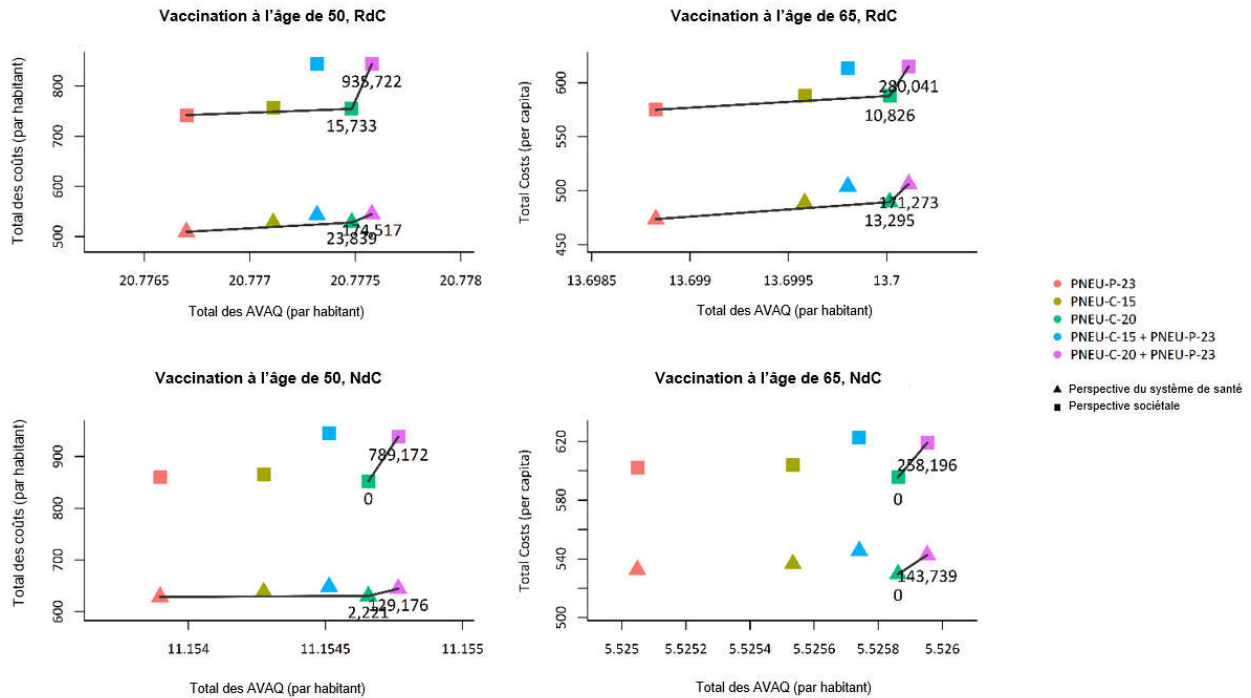 Vaccination à l'âge de 50, RdC
Total des coûts (par habitant)
800
700
600
500
935,722
15,733
174,517
23,839
20.7765
20.777
20.7775
20.778
Total des AVAQ (par habitant)
Vaccination à l'âge de 65, RdC
Total Costs (per capita)
600
550
500
450
280,041
10,826
13,295
13.6985
13.699
13.6995
13.7
Total des AVAQ (par habitant)
PNEU-P-23
PNEU-C-15
PNEU-C-20
PNEU-C-15 + PNEU-P-23
PNEU-C-20 + PNEU-P-23
Perspective du système de santé
Perspective sociétale
Vaccination à l'âge de 50, NdC
Total des coûts (par habitant)
900
800
700
600
789,172
0
129,176
2,221
11.154
11.1545
11.155
Total des AVAQ (par habitant)
Vaccination à l'âge de 65, NdC
Total Costs (per capita)
620
580
540
500
258,196
0
143,739
0
5.525
5.5252
5.5254
5.5256
5.5258
5.526
Total des AVAQ (par habitant)